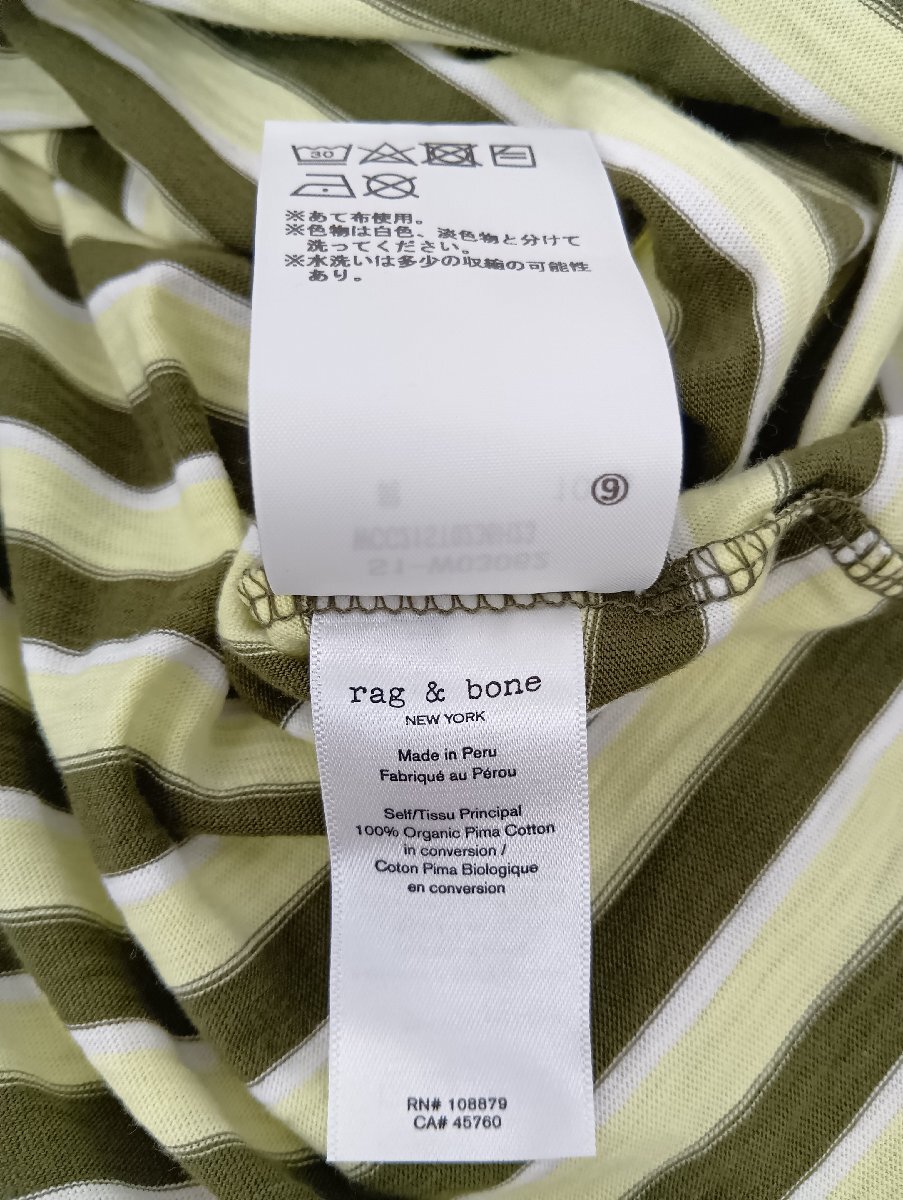 30
※あて布使用。
※色物は白色、淡色物と分けて
洗ってください。
※水洗いは多少の収縮の可能性
あり。
⑨
rag & bone
NEW YORK
Made in Peru
Fabriqué au Pérou
Self/Tissu Principal
100% Organic Pima Cotton
in conversion /
Coton Pima Biologique
en conversion
RN# 108879
CA# 45760